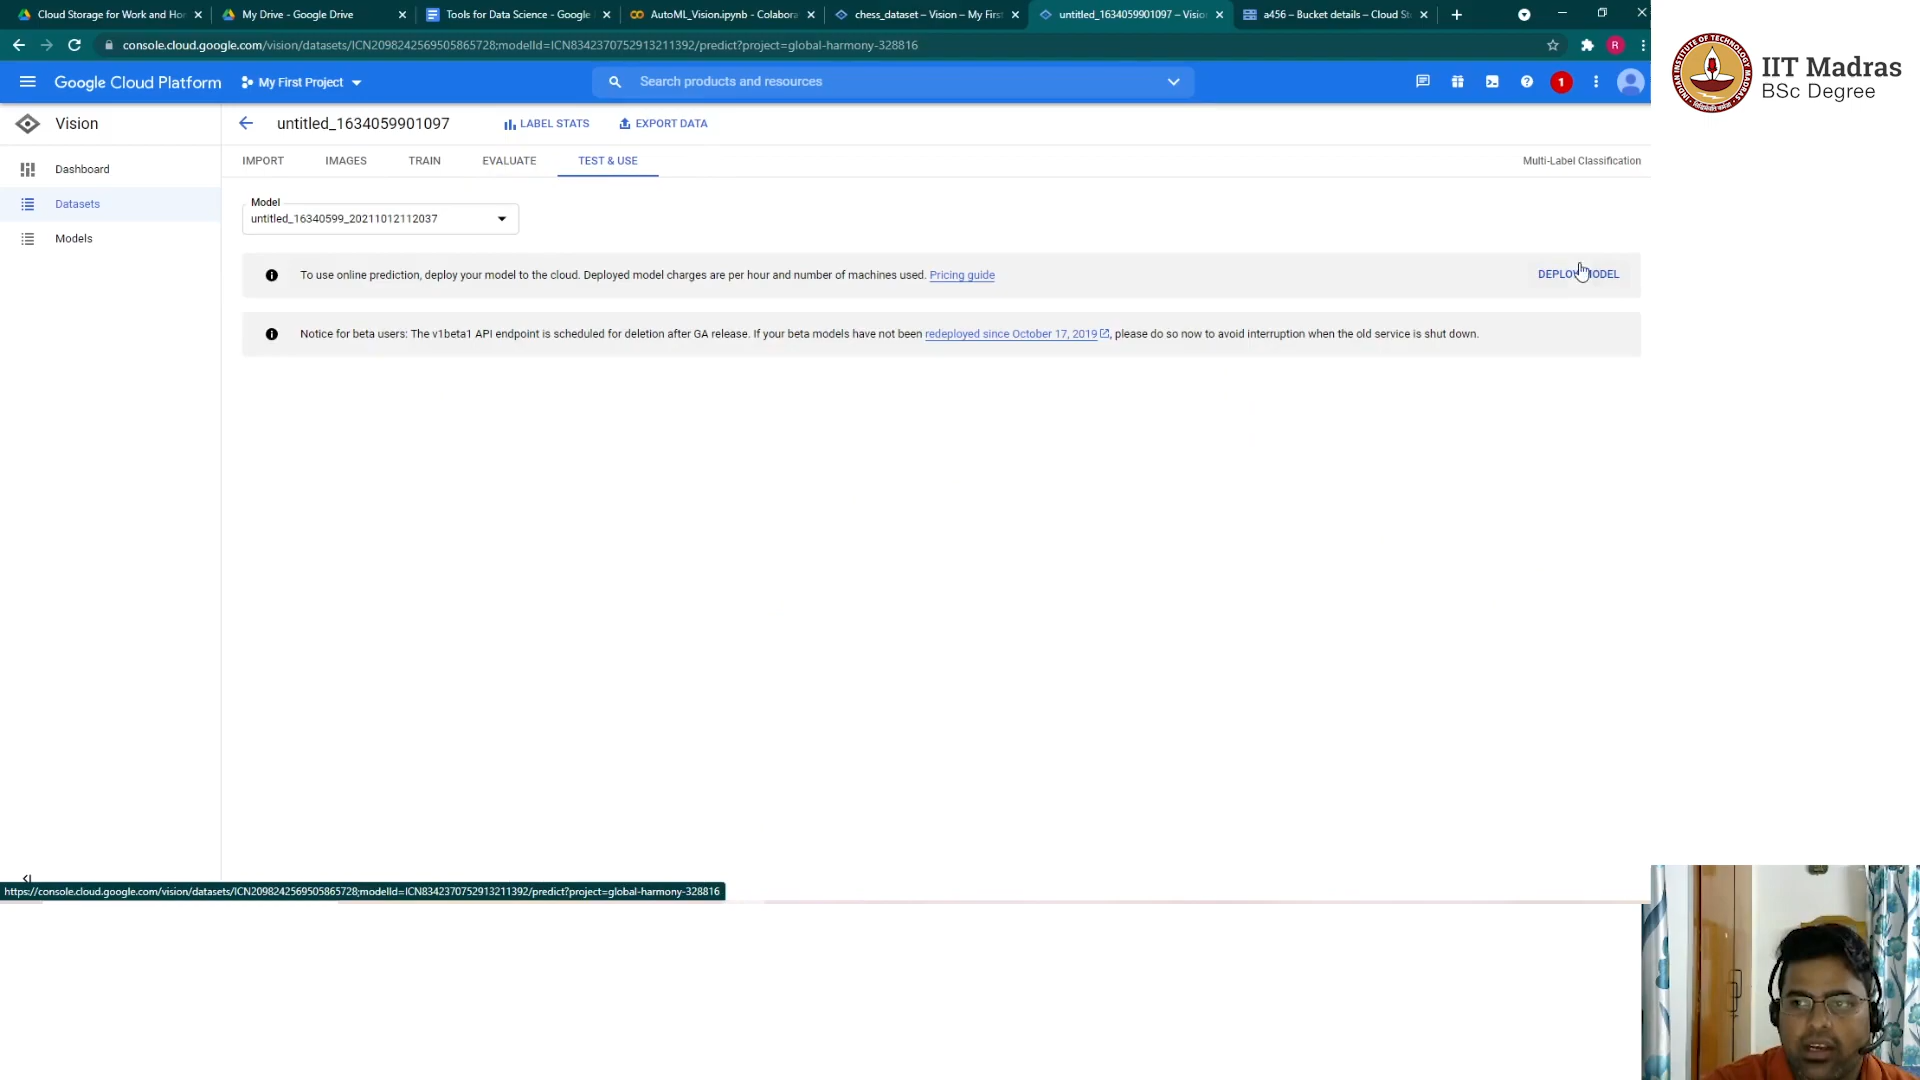 Cloud Storage for Work and Ho
My Drive - Google Drive
Tools for Data Science - Google
AutoML_Vision.ipynb - Colabora
chess_dataset – Vision – My First
untitled_1634059901097 – Visio
a456 – Bucket details – Cloud St
console.cloud.google.com/vision/datasets/ICN2098242569505865728;modelId=ICN8342370752913211392/predict?project=global-harmony-328816
R
Google Cloud Platform
My First Project
Search products and resources
1
IIT Madras
BSc Degree
Vision
untitled_1634059901097
LABEL STATS
EXPORT DATA
Dashboard
Datasets
Models
IMPORT
IMAGES
TRAIN
EVALUATE
TEST & USE
Multi-Label Classification
Model
untitled_16340599_20211012112037
To use online prediction, deploy your model to the cloud. Deployed model charges are per hour and number of machines used. Pricing guide
DEPLOY MODEL
Notice for beta users: The v1beta1 API endpoint is scheduled for deletion after GA release. If your beta models have not been redeployed since October 17, 2019, please do so now to avoid interruption when the old service is shut down.
https://console.cloud.google.com/vision/datasets/ICN2098242569505865728;modelId=ICN8342370752913211392/predict?project=global-harmony-328816